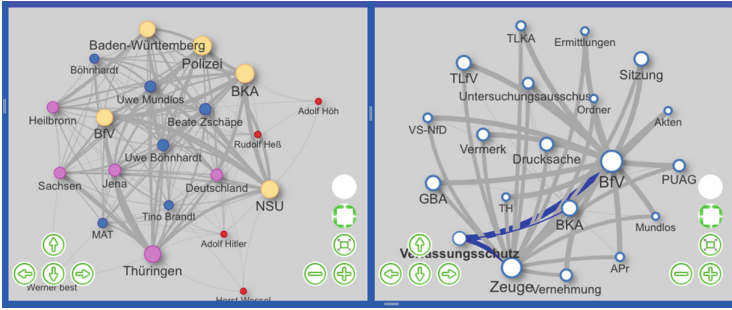 Baden-Württemberg
Böhnhardt
Polizei
BKA
Uwe Mundlos
Adolf Höh
Heilbronn
Beate Zschäpe
BfV
Rudolf Heß
Uwe Böhnhardt
Sachsen
Jena
Deutschland
NSU
Tino Brandt
MAT
Adolf Hitler
Thüringen
Werner best
Horst Wessel
TLKA
Ermittlungen
TLfV
Sitzung
Untersuchungsausschus
Ordner
VS-NfD
Akten
Vermerk
Drucksache
BfV
PUAG
GBA
TH
BKA
Mundlos
Verfassungsschutz
APr
Zeuge
Vernehmung